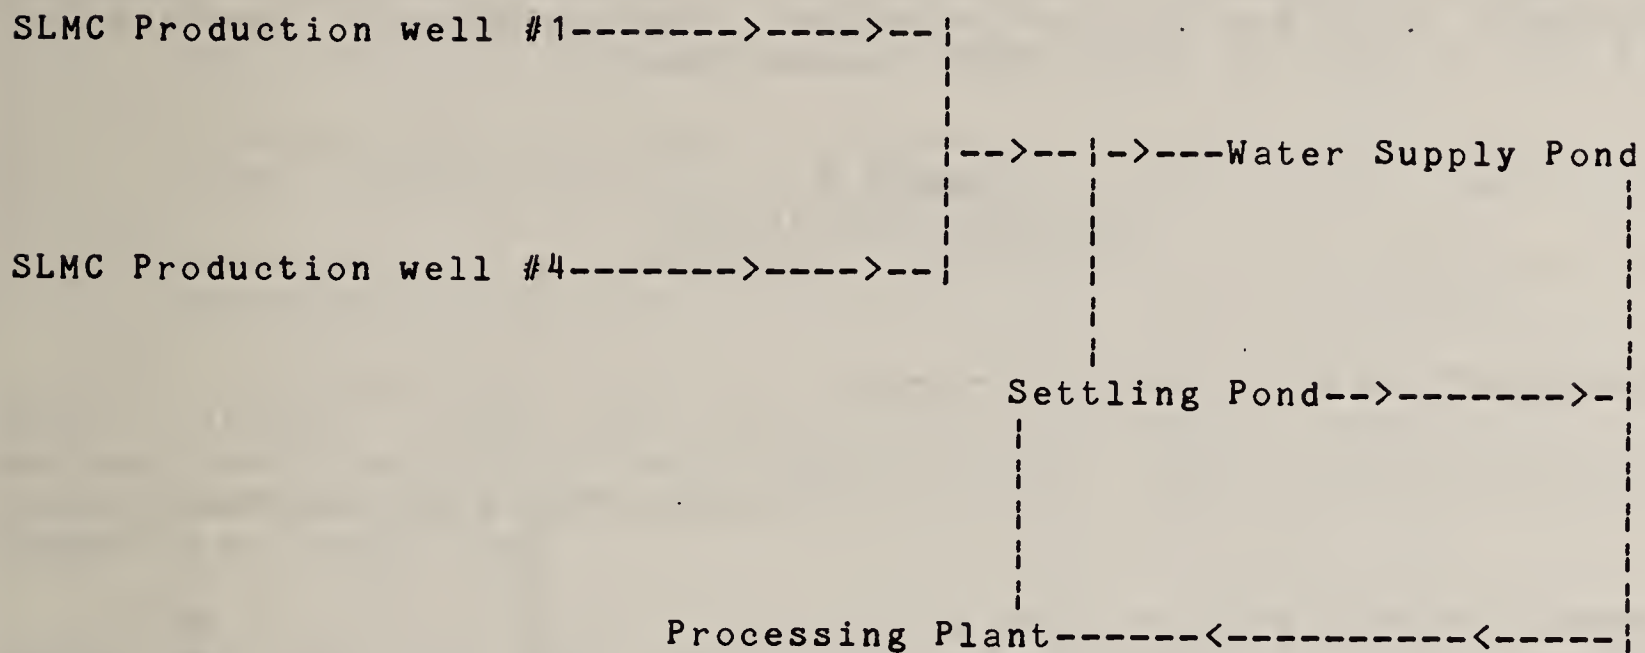 SLMC Production well #1------->---->--|
|-->--|->---Water Supply Pond
SLMC Production well #4------->---->--|
Settling Pond-->------->-|
Processing Plant------<----------<-----|